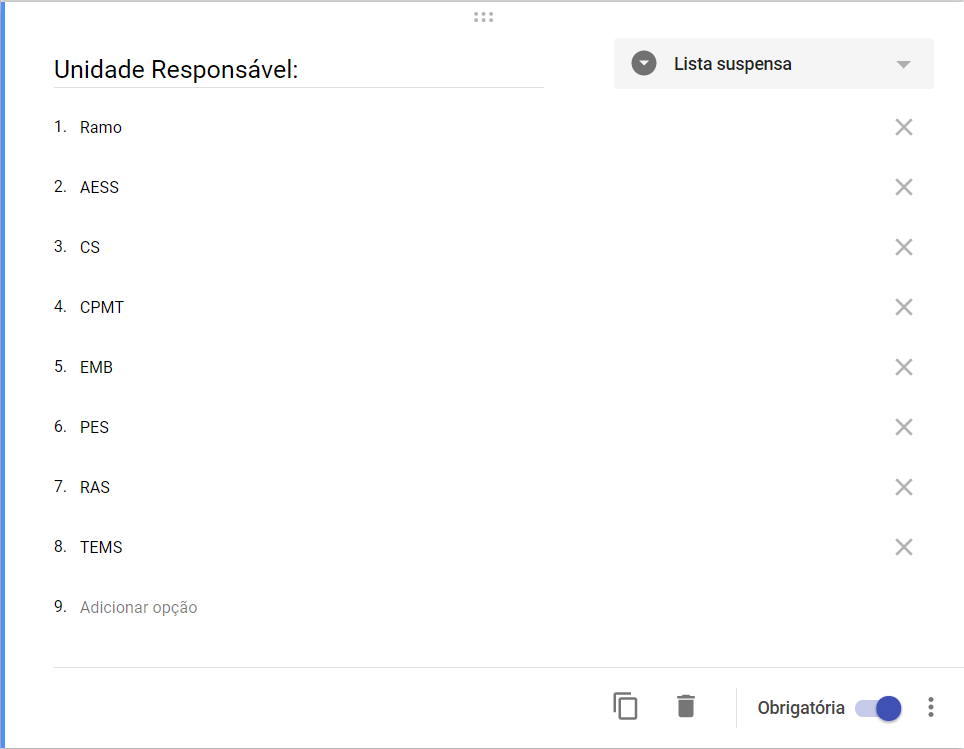 Unidade Responsável:
Lista suspensa
1. Ramo
2. AESS
3. CS
4. CPMT
5. EMB
6. PES
7. RAS
8. TEMS
9. Adicionar opção
Obrigatória